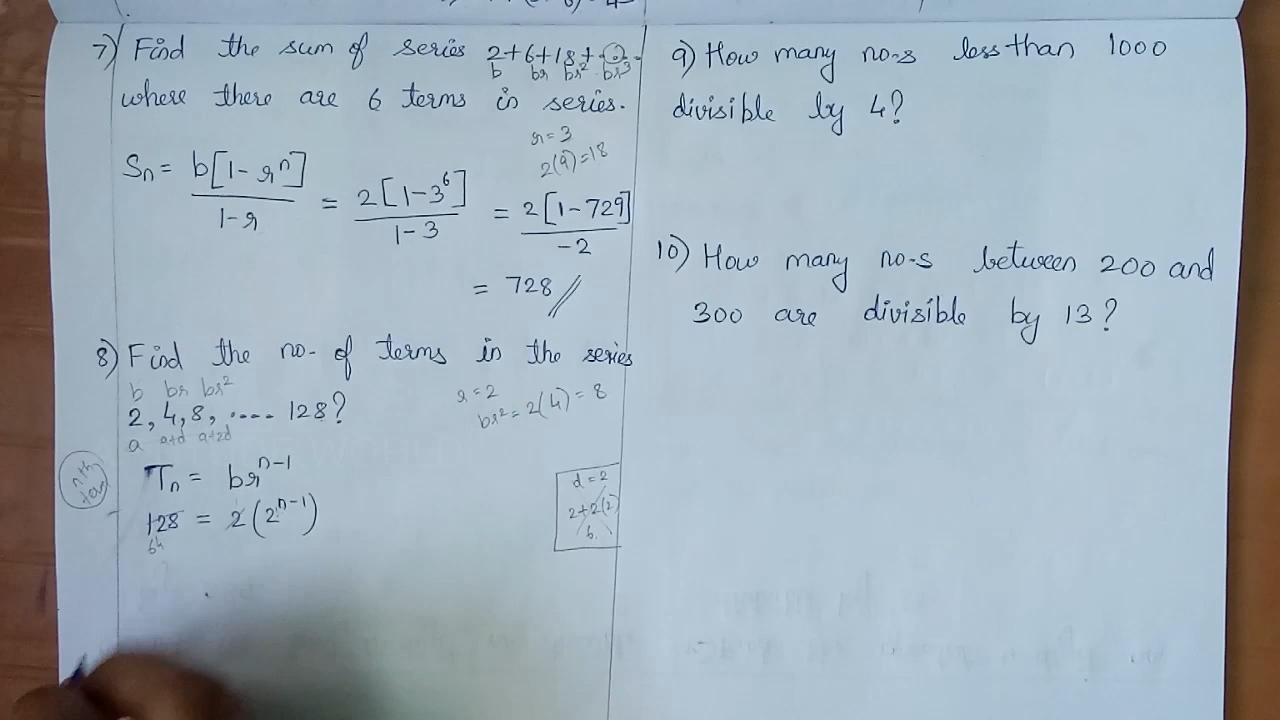 7) Find the sum of series 2+6+18+
b br br² br³
where there are 6 terms in series.
r=3
2(9)=18
Sn = b[1-rⁿ] / 1-r = 2[1-3⁶] / 1-3 = 2[1-729] / -2
= 728 //
8) Find the no- of terms in the series
b br br²
2, 4, 8, ..... 128?
a a+d a+2d
r=2
br²=2(4)=8
nth
Tn = brⁿ⁻¹
128 = 2(2ⁿ⁻¹)
64
d=2
2+2(2)
6
9) How many no-s less than 1000
divisible by 4?
10) How many no-s between 200 and
300 are divisible by 13?